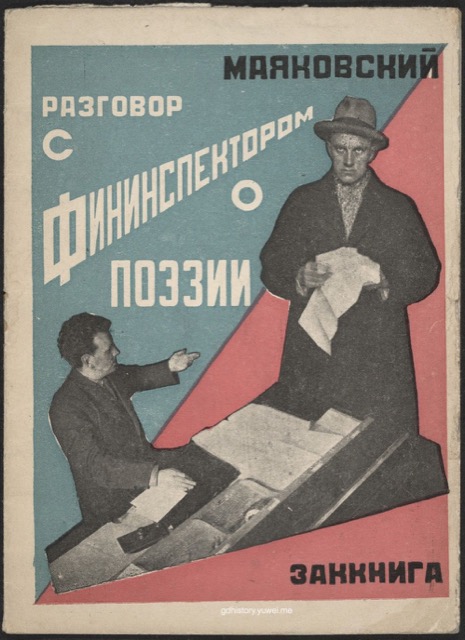 МАЯКОВСКИЙ
РАЗГОВОР
С
ФИНИНСПЕКТОРОМ
О
ПОЭЗИИ
ЗАККНИГА
gdhistory.yuwei.me